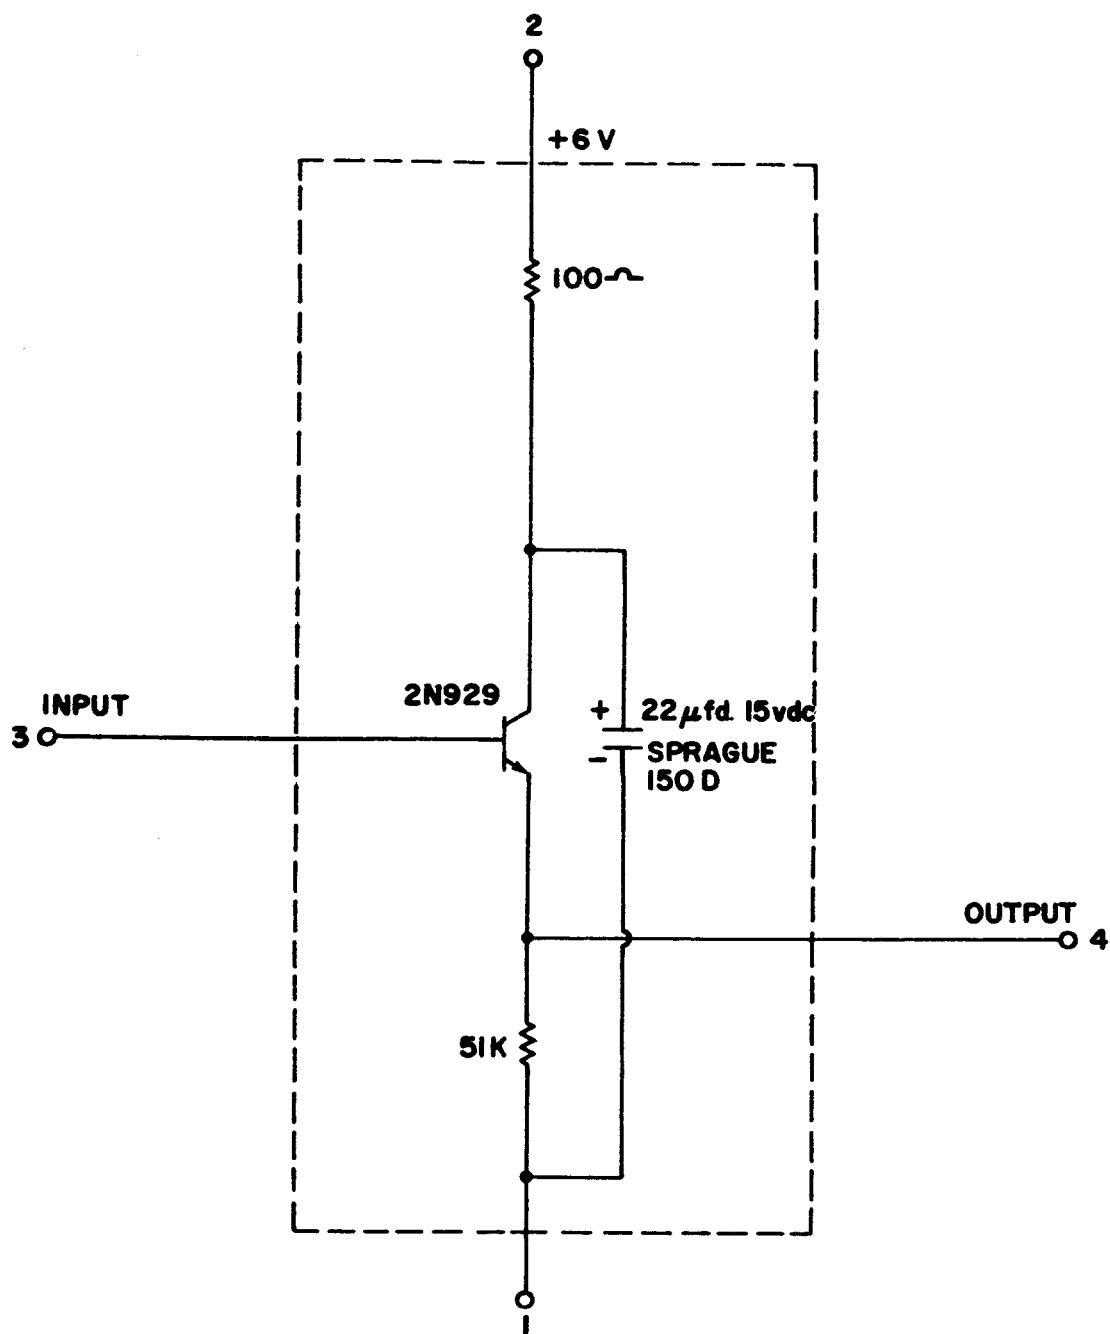 2
+6 V
100
2N929
INPUT
3
+
22 μfd. 15vdc
SPRAGUE
–
150 D
OUTPUT
4
51K
1